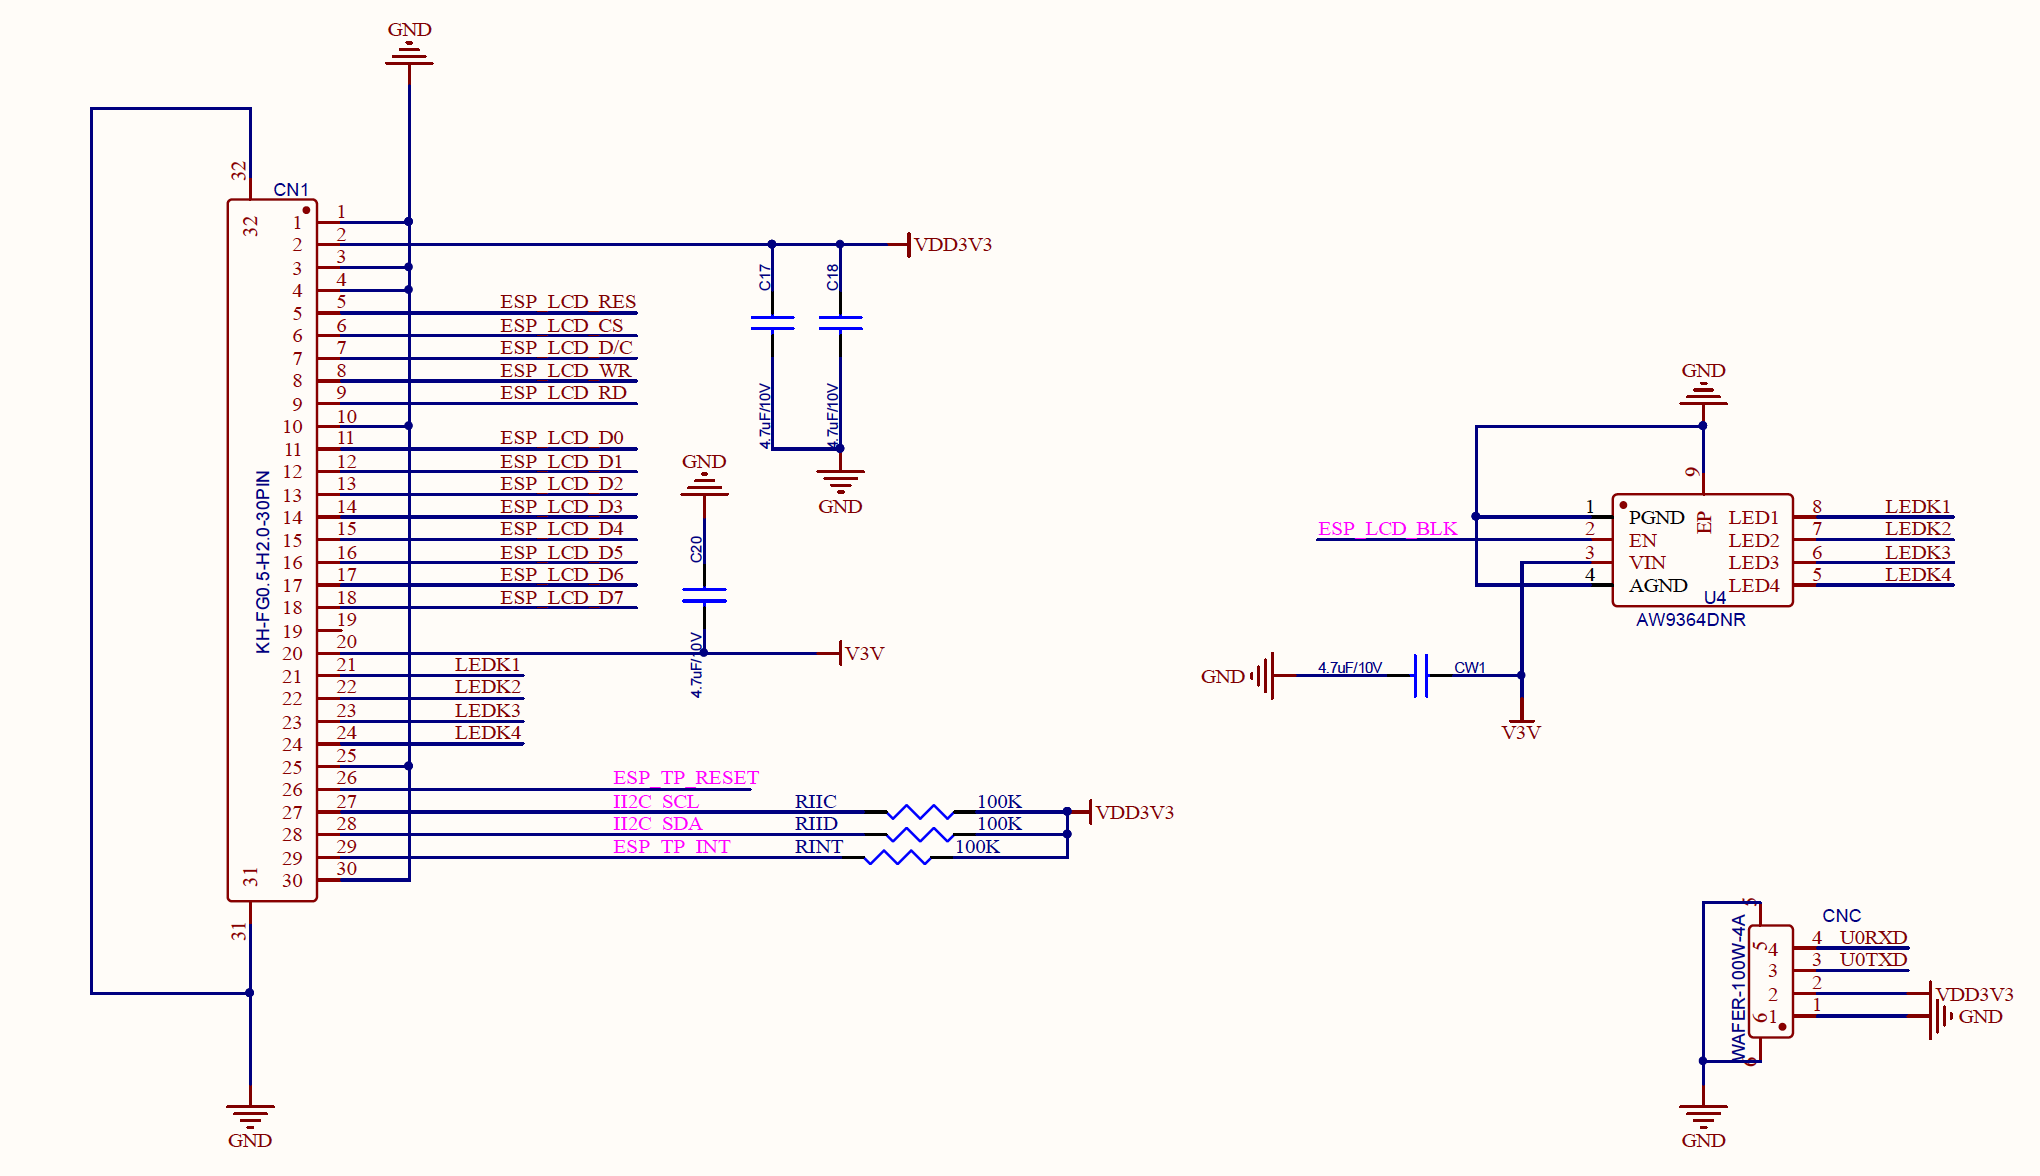 GND
32
CN1
32
1 1
2 2
VDD3V3
3 3
4 4
5 5 ESP_LCD_RES
6 6 ESP_LCD_CS
7 7 ESP_LCD_D/C
8 8 ESP_LCD_WR
9 9 ESP_LCD_RD
10 10
11 11 ESP_LCD_D0
12 12 ESP_LCD_D1
13 13 ESP_LCD_D2
14 14 ESP_LCD_D3
15 15 ESP_LCD_D4
16 16 ESP_LCD_D5
17 17 ESP_LCD_D6
18 18 ESP_LCD_D7
19 19
20 20
V3V
21 21 LEDK1
22 22 LEDK2
23 23 LEDK3
24 24 LEDK4
25 25
26 26 ESP_TP_RESET
27 27 II2C_SCL RIIC 100K
VDD3V3
28 28 II2C_SDA RIID 100K
29 29 ESP_TP_INT RINT 100K
30 30
KH-FG0.5-H2.0-30PIN
31
31
GND
C17
4.7uF/10V
C18
4.7uF/10V
GND
GND
C20
4.7uF/10V
GND
9
EP
1 PGND LED1 8 LEDK1
ESP_LCD_BLK 2 EN LED2 7 LEDK2
3 VIN LED3 6 LEDK3
4 AGND LED4 5 LEDK4
U4
AW9364DNR
GND 4.7uF/10V CW1
V3V
CNC
WAFER-100W-4A
5
5
4 4 U0RXD
3 3 U0TXD
2 2 VDD3V3
1 1 GND
6
6
GND